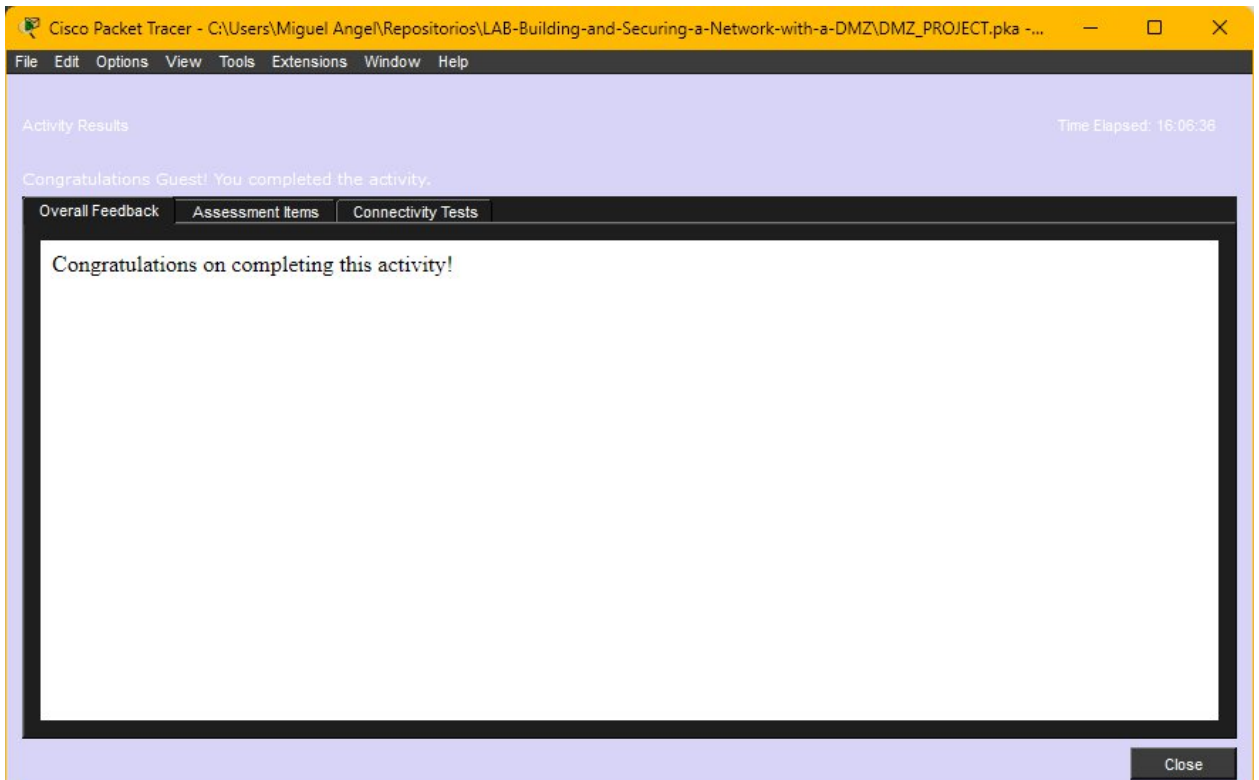 Cisco Packet Tracer - C:\Users\Miguel Angel\Repositorios\LAB-Building-and-Securing-a-Network-with-a-DMZ\DMZ_PROJECT.pka -...
File Edit Options View Tools Extensions Window Help
Activity Results Time Elapsed: 16:06:36
Congratulations Guest! You completed the activity.
Overall Feedback Assessment Items Connectivity Tests
Congratulations on completing this activity!
Close